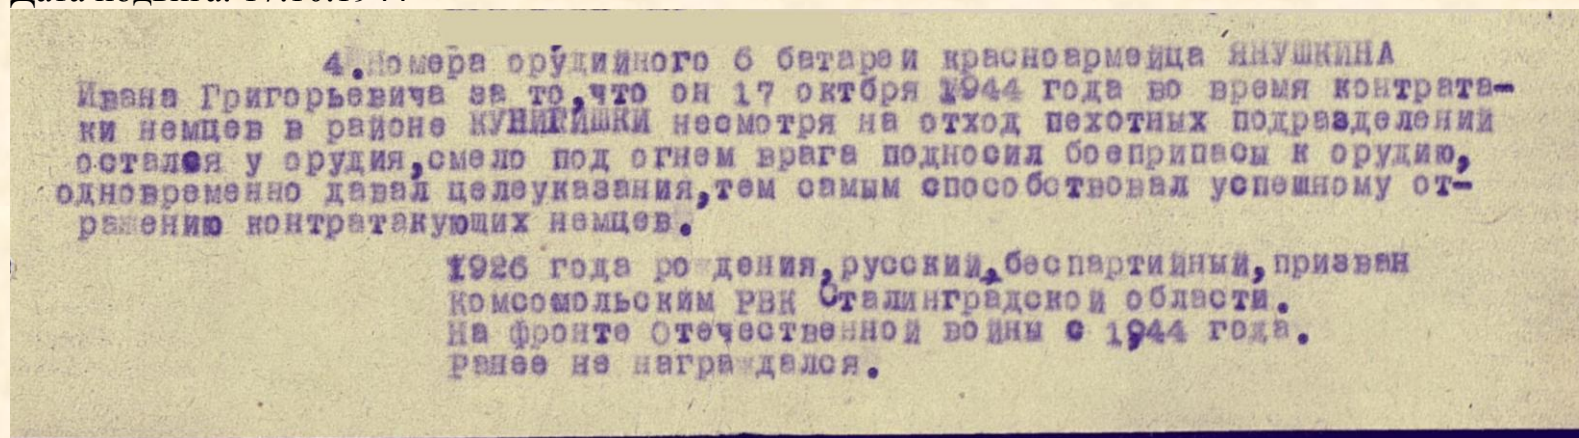 4.Номера орудийного 6 батареи красноармейца ЯНУШКИНА
Ивана Григорьевича за то,что он 17 октбря 1944 года во время контрата-
ки немцев в районе КУНИГИШКИ несмотря на отход пехотных подразделений
остался у орудия,смело под огнем врага подносил боеприпасы к орудию,
одновременно давал целеуказания,тем самым способствовал успешному от-
ражению контратакующих немцев.
1926 года рождения,русский,беспартийный,призван
Комсомольским РВК Сталинградской области.
На фронте Отечественной войны с 1944 года.
Ранее не награждался.